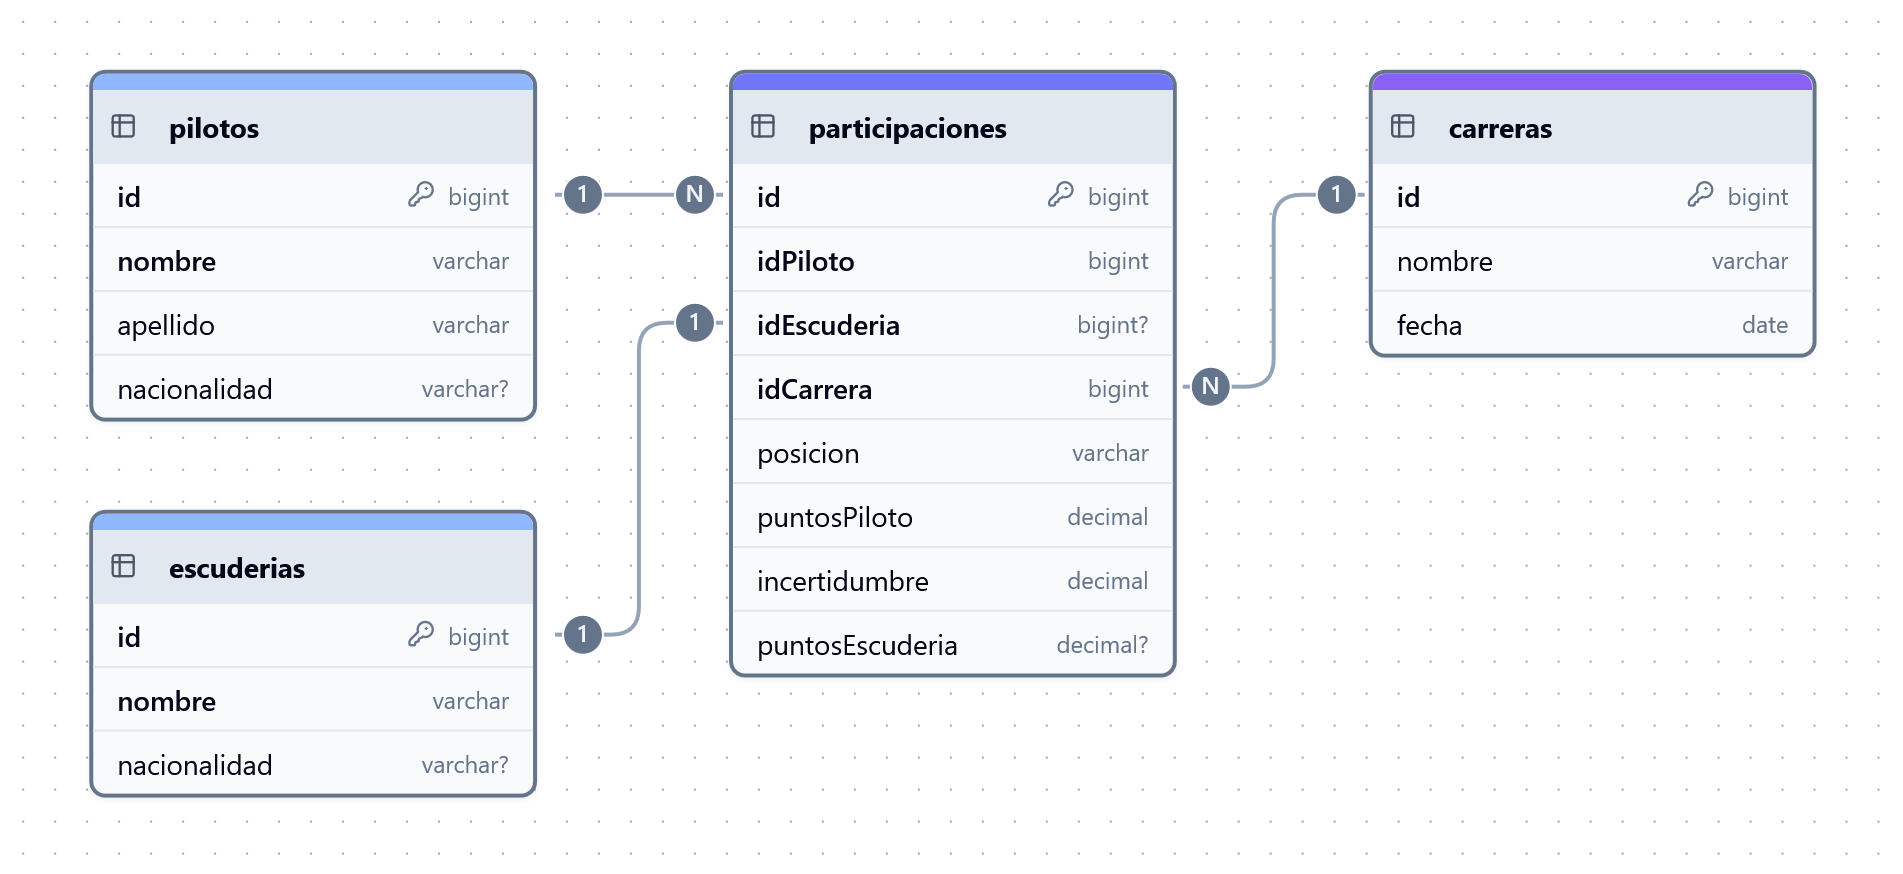 pilotos
id bigint
nombre varchar
apellido varchar
nacionalidad varchar?
1 N
participaciones
id bigint
idPiloto bigint
idEscuderia bigint?
idCarrera bigint
posicion varchar
puntosPiloto decimal
incertidumbre decimal
puntosEscuderia decimal?
1
N
1
carreras
id bigint
nombre varchar
fecha date
escuderias
id bigint
nombre varchar
nacionalidad varchar?
1